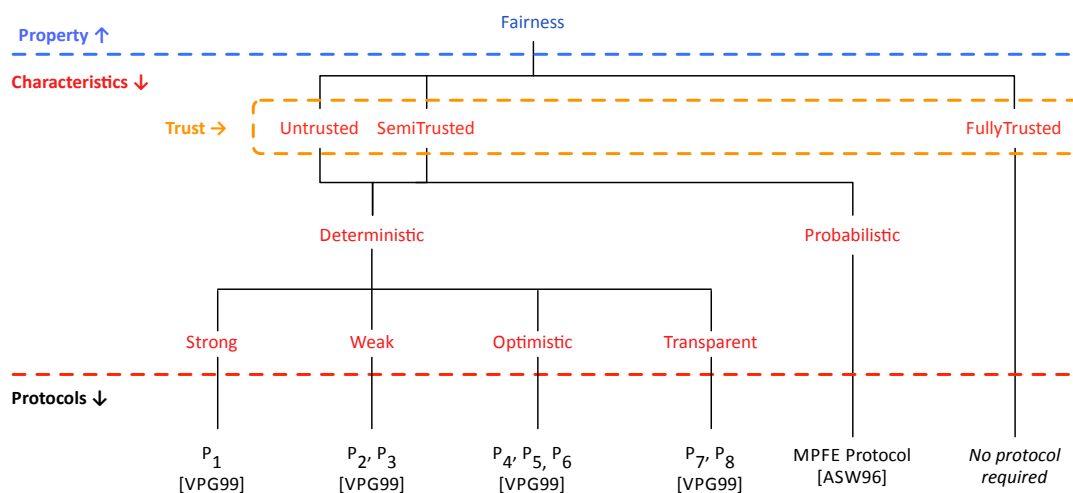 Fairness
Property ↑
Characteristics ↓
Trust →
Untrusted
SemiTrusted
FullyTrusted
Deterministic
Probabilistic
Strong
Weak
Optimistic
Transparent
Protocols ↓
P1
[VPG99]
P2, P3
[VPG99]
P4, P5, P6
[VPG99]
P7, P8
[VPG99]
MPFE Protocol
[ASW96]
No protocol
required